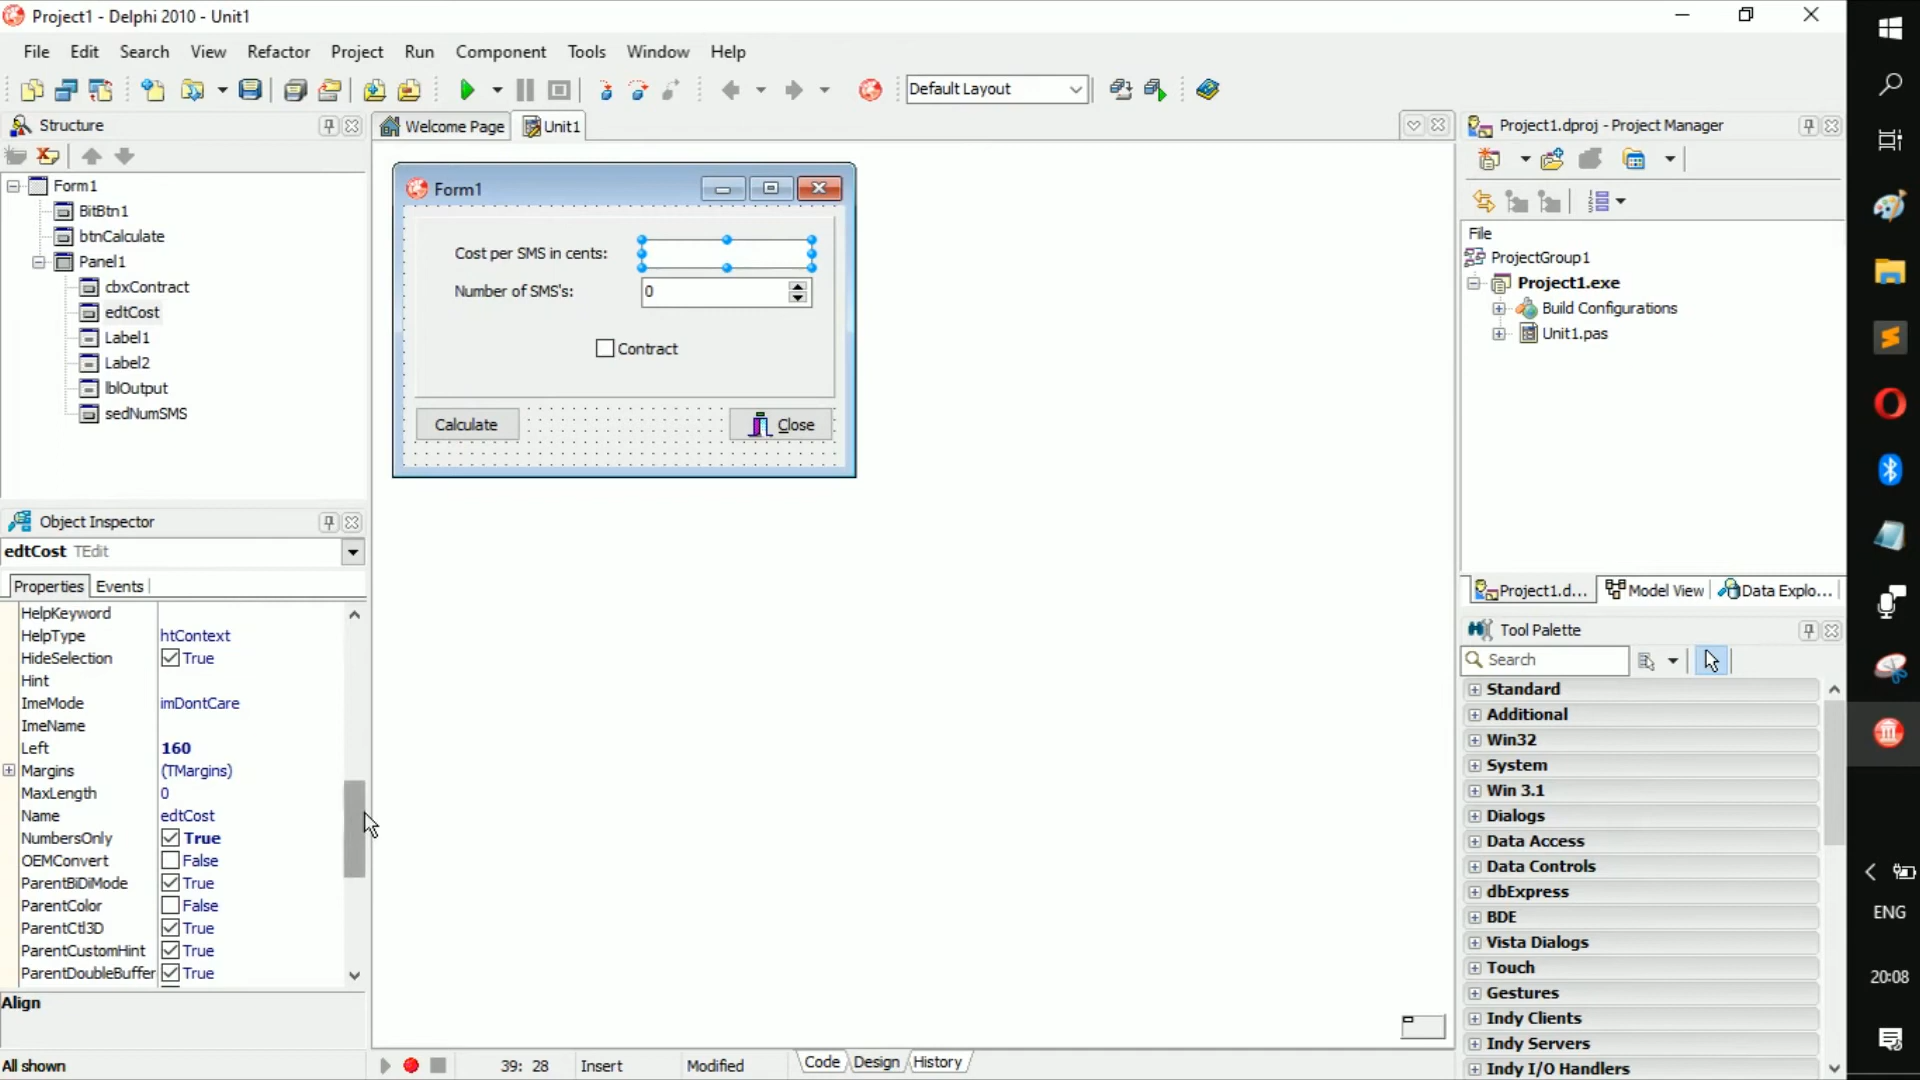 Project1 - Delphi 2010 - Unit1
File Edit Search View Refactor Project Run Component Tools Window Help
Default Layout
Structure
Form1
BitBtn1
btnCalculate
Panel1
cbxContract
edtCost
Label1
Label2
lblOutput
sedNumSMS
Object Inspector
edtCost TEdit
Properties Events
HelpKeyword
HelpType htContext
HideSelection True
Hint
ImeMode imDontCare
ImeName
Left 160
Margins (TMargins)
MaxLength 0
Name edtCost
NumbersOnly True
OEMConvert False
ParentBiDiMode True
ParentColor False
ParentCtl3D True
ParentCustomHint True
ParentDoubleBuffer True
Align
All shown
Welcome Page Unit1
Form1
Cost per SMS in cents:
Number of SMS's: 0
Contract
Calculate Close
39: 28 Insert Modified Code Design History
Project1.dproj - Project Manager
File
ProjectGroup1
Project1.exe
Build Configurations
Unit1.pas
Project1.d... Model View Data Explo...
Tool Palette
Search
Standard
Additional
Win32
System
Win 3.1
Dialogs
Data Access
Data Controls
dbExpress
BDE
Vista Dialogs
Touch
Gestures
Indy Clients
Indy Servers
Indy I/O Handlers
ENG
20:08